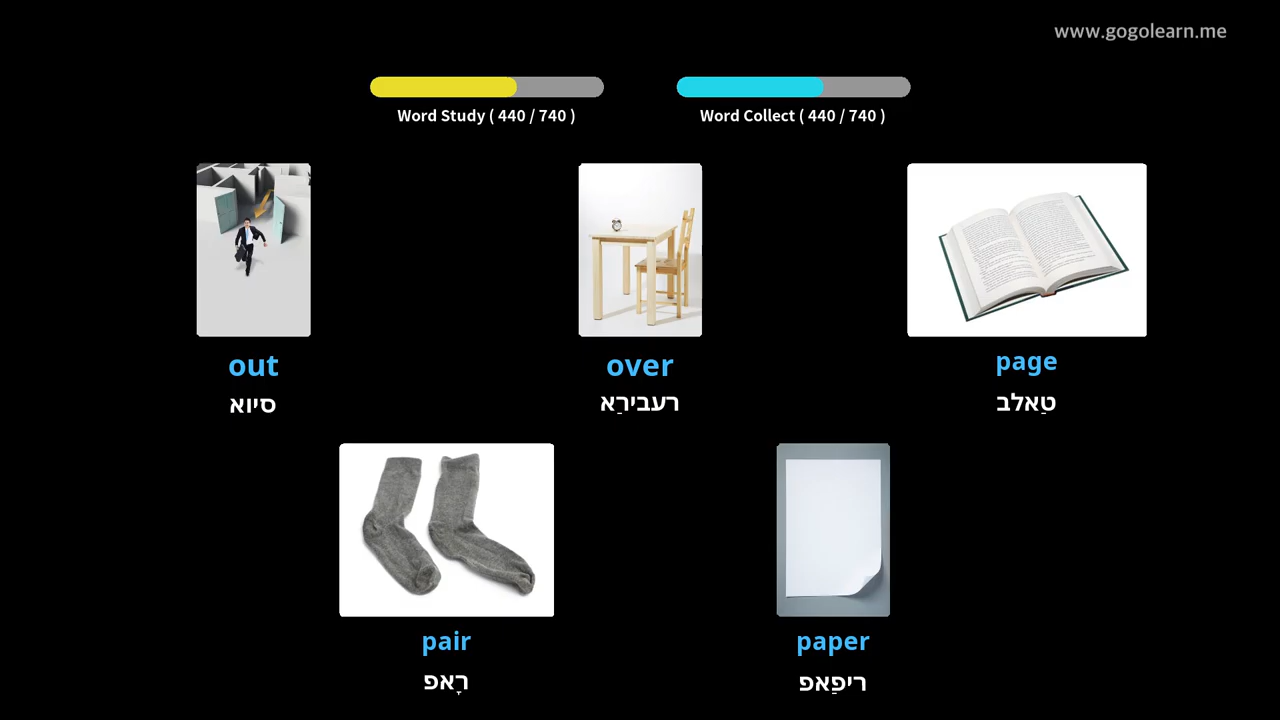 www.gogolearn.me
Word Study ( 440 / 740 )
Word Collect ( 440 / 740 )
out
סיוא
over
רעבירַא
page
טַאלב
pair
רָאפ
paper
ריפַאפ